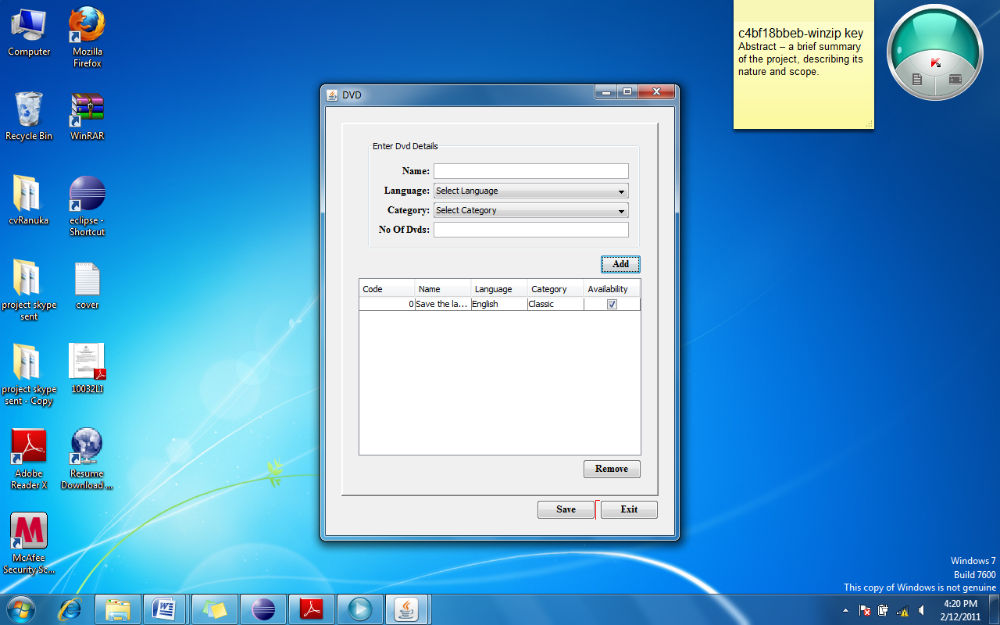 Computer
Mozilla
Firefox
Recycle Bin
WinRAR
cvRanuka
eclipse -
Shortcut
project skype
sent
cover
project skype
sent - Copy
10032LI
Adobe
Reader X
Resume
Download ...
McAfee
Security Sc...
c4bf18bbeb-winzip key
Abstract – a brief summary
of the project, describing its
nature and scope.
DVD
Enter Dvd Details
Name:
Language: Select Language
Category: Select Category
No Of Dvds:
Add
Code Name Language Category Availability
0 Save the la... English Classic
Remove
Save Exit
Windows 7
Build 7600
This copy of Windows is not genuine
4:20 PM
2/12/2011